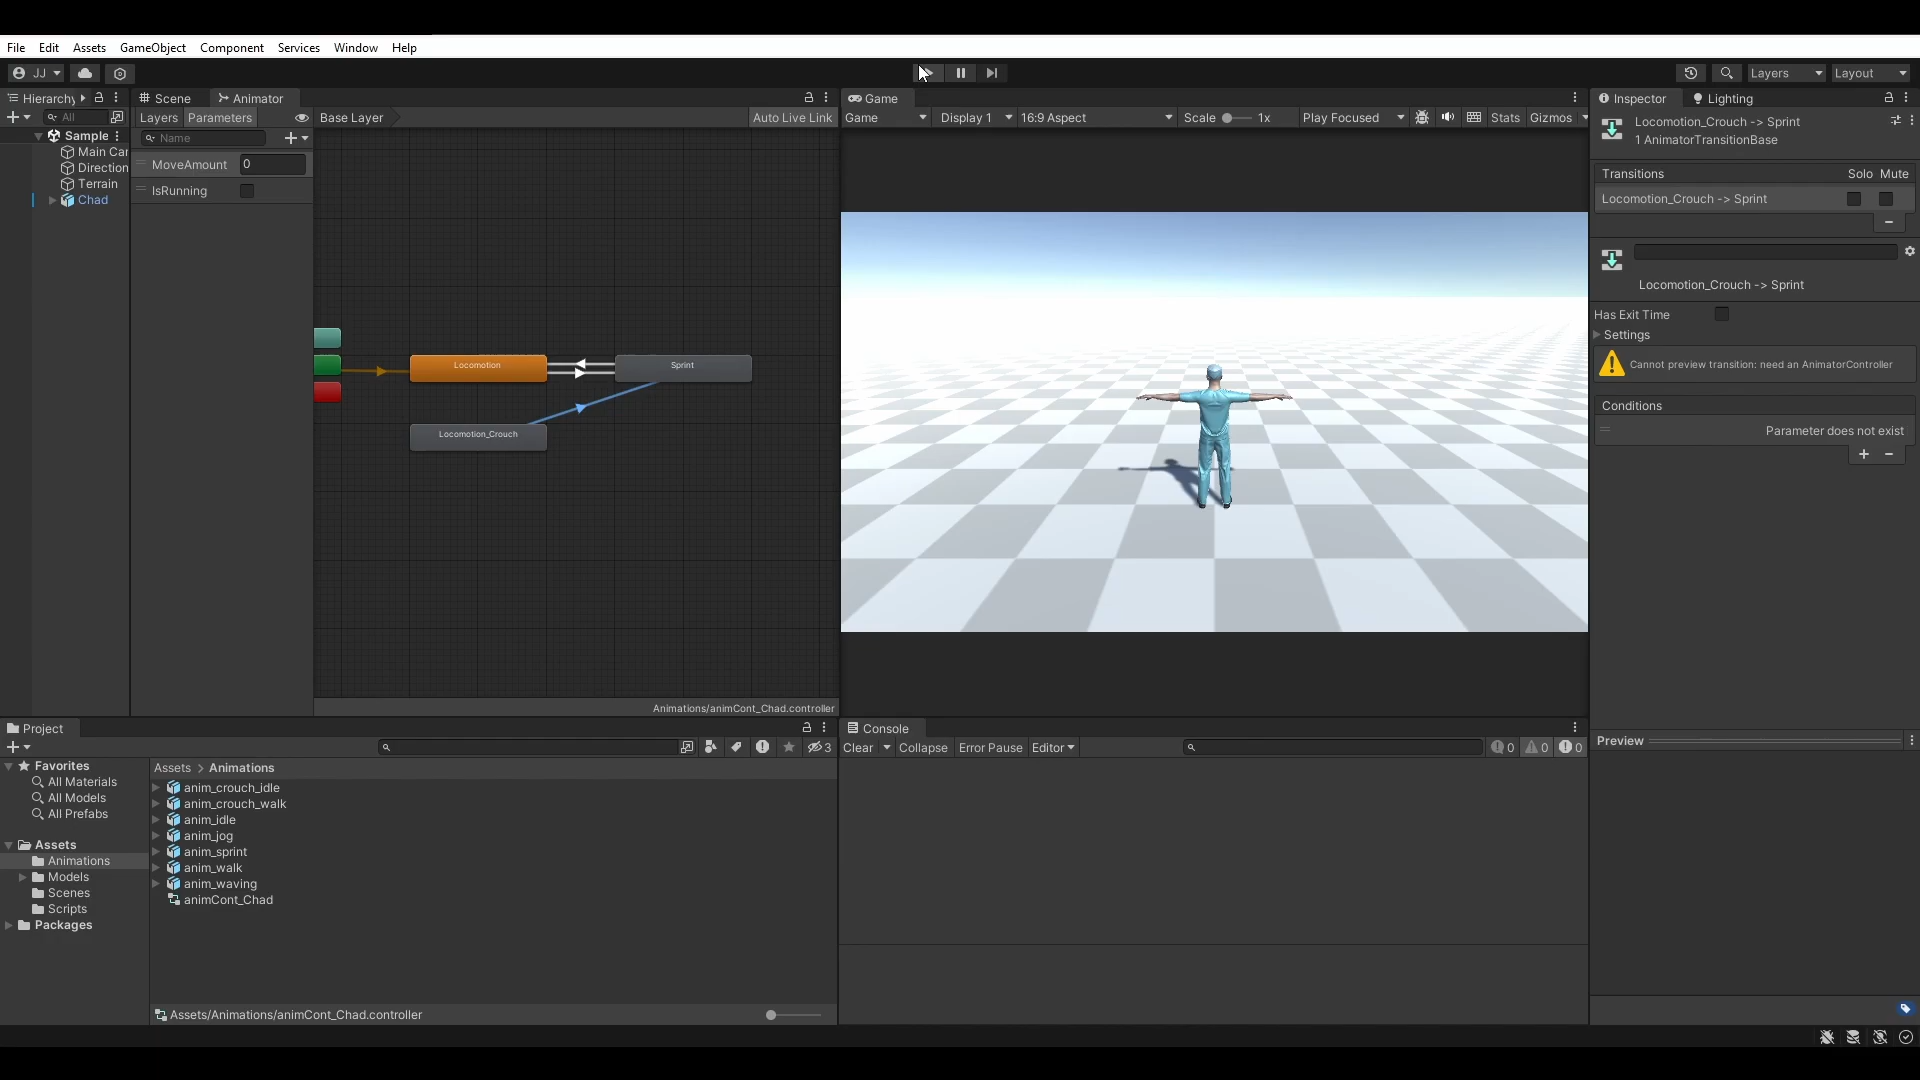 File Edit Assets GameObject Component Services Window Help
JJ
Layers
Layout
Hierarchy
All
Sample
Main Car
Direction
Terrain
Chad
Scene
Animator
Layers
Parameters
Base Layer
Auto Live Link
Name
MoveAmount 0
IsRunning
Locomotion
Sprint
Locomotion_Crouch
Animations/animCont_Chad.controller
Game
Game
Display 1
16:9 Aspect
Scale 1x
Play Focused
Stats
Gizmos
Inspector
Lighting
Locomotion_Crouch -> Sprint
1 AnimatorTransitionBase
Transitions Solo Mute
Locomotion_Crouch -> Sprint
Locomotion_Crouch -> Sprint
Has Exit Time
Settings
Cannot preview transition: need an AnimatorController
Conditions
Parameter does not exist
Preview
Project
3
Favorites
All Materials
All Models
All Prefabs
Assets
Animations
Models
Scenes
Scripts
Packages
Assets > Animations
anim_crouch_idle
anim_crouch_walk
anim_idle
anim_jog
anim_sprint
anim_walk
anim_waving
animCont_Chad
Assets/Animations/animCont_Chad.controller
Console
Clear
Collapse
Error Pause
Editor
0
0
0